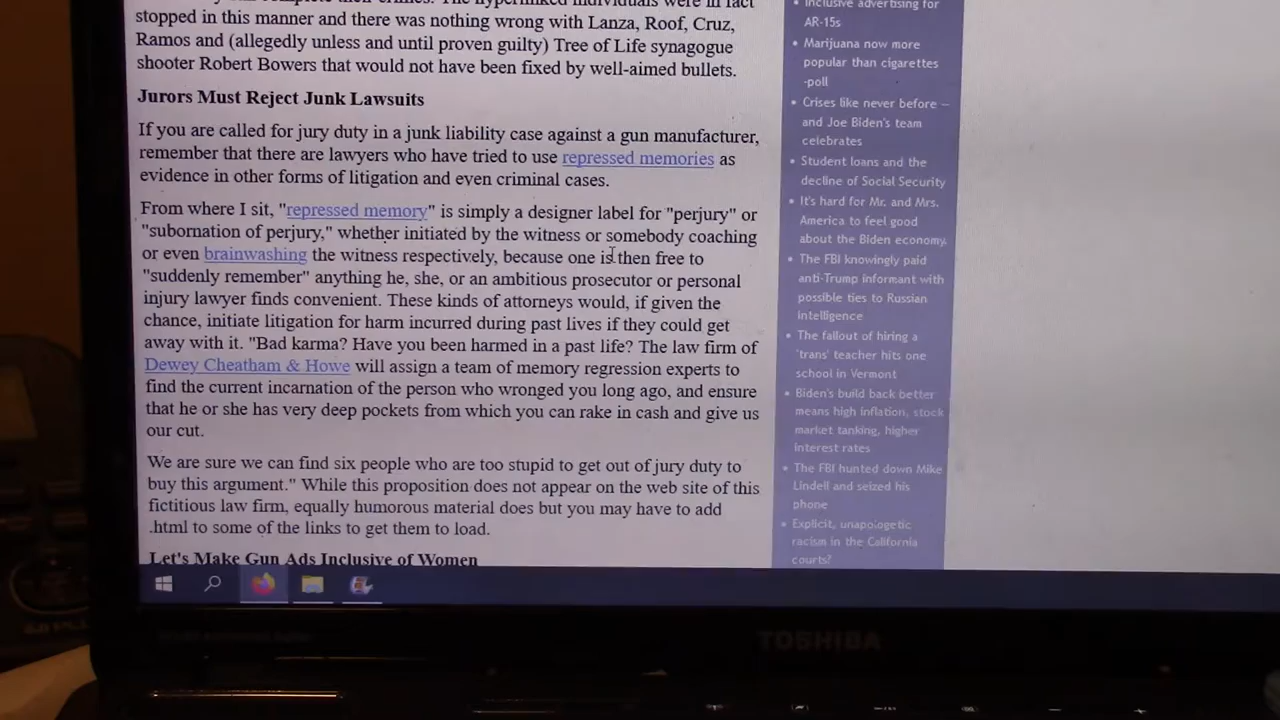 stopped in this manner and there was nothing wrong with Lanza, Roof, Cruz,
Ramos and (allegedly unless and until proven guilty) Tree of Life synagogue
shooter Robert Bowers that would not have been fixed by well-aimed bullets.
Jurors Must Reject Junk Lawsuits
If you are called for jury duty in a junk liability case against a gun manufacturer,
remember that there are lawyers who have tried to use repressed memories as
evidence in other forms of litigation and even criminal cases.
From where I sit, "repressed memory" is simply a designer label for "perjury" or
"subornation of perjury," whether initiated by the witness or somebody coaching
or even brainwashing the witness respectively, because one is then free to
"suddenly remember" anything he, she, or an ambitious prosecutor or personal
injury lawyer finds convenient. These kinds of attorneys would, if given the
chance, initiate litigation for harm incurred during past lives if they could get
away with it. "Bad karma? Have you been harmed in a past life? The law firm of
Dewey Cheatham & Howe will assign a team of memory regression experts to
find the current incarnation of the person who wronged you long ago, and ensure
that he or she has very deep pockets from which you can rake in cash and give us
our cut.
We are sure we can find six people who are too stupid to get out of jury duty to
buy this argument." While this proposition does not appear on the web site of this
fictitious law firm, equally humorous material does but you may have to add
.html to some of the links to get them to load.
Let's Make Gun Ads Inclusive of Women
Inclusive advertising for
AR-15s
Marijuana now more
popular than cigarettes
-poll
Crises like never before —
and Joe Biden's team
celebrates
Student loans and the
decline of Social Security
It's hard for Mr. and Mrs.
America to feel good
about the Biden economy.
The FBI knowingly paid
anti-Trump informant with
possible ties to Russian
intelligence
The fallout of hiring a
'trans' teacher hits one
school in Vermont
Biden's build back better
means high inflation, stock
market tanking, higher
interest rates
The FBI hunted down Mike
Lindell and seized his
phone
Explicit, unapologetic
racism in the California
courts?
TOSHIBA